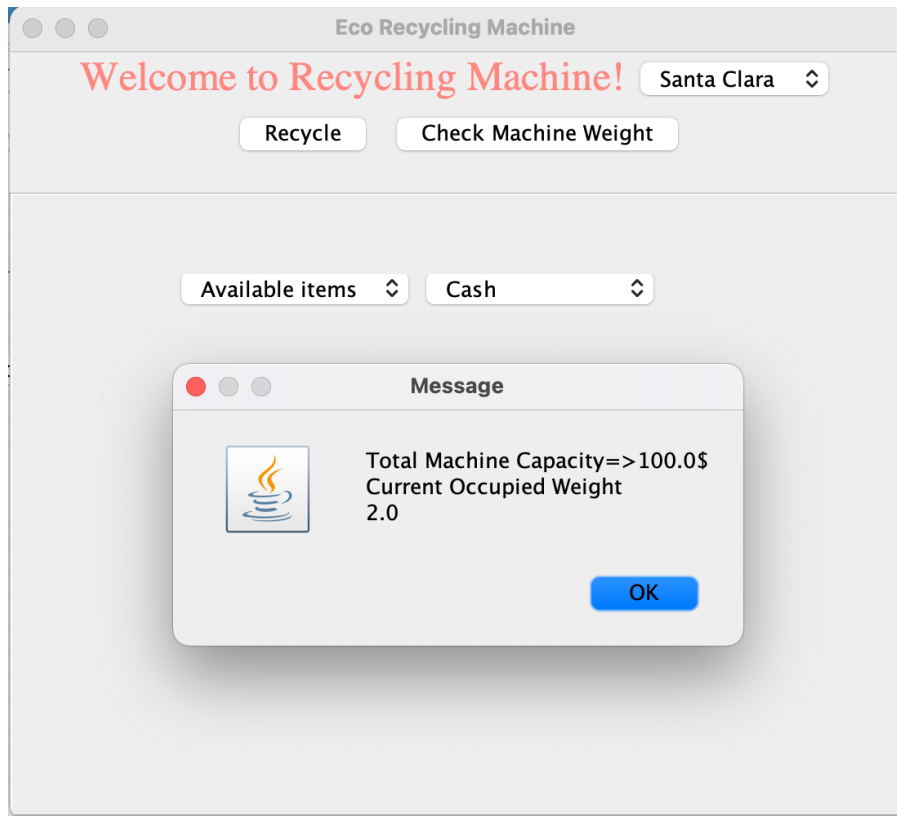 Eco Recycling Machine
Welcome to Recycling Machine! Santa Clara
Recycle Check Machine Weight
Available items Cash
Message
Total Machine Capacity=>100.0$
Current Occupied Weight
2.0
OK